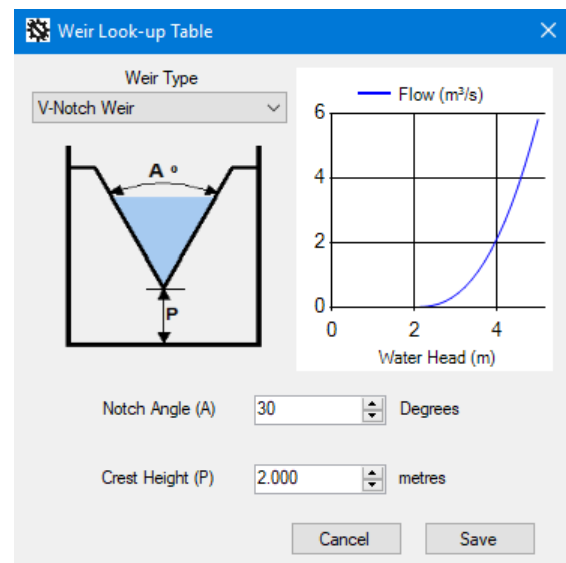 Weir Look-up Table
Weir Type
V-Notch Weir
A º
P
Flow (m³/s)
6
4
2
0
0 2 4
Water Head (m)
Notch Angle (A) 30 Degrees
Crest Height (P) 2.000 metres
Cancel Save